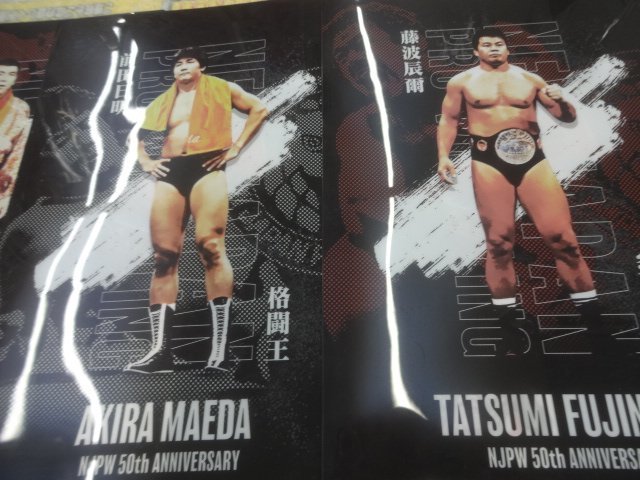 前田日明
格闘王
AKIRA MAEDA
NJPW 50th ANNIVERSARY
藤波辰爾
TATSUMI FUJIN
NJPW 50th ANNIVERSA